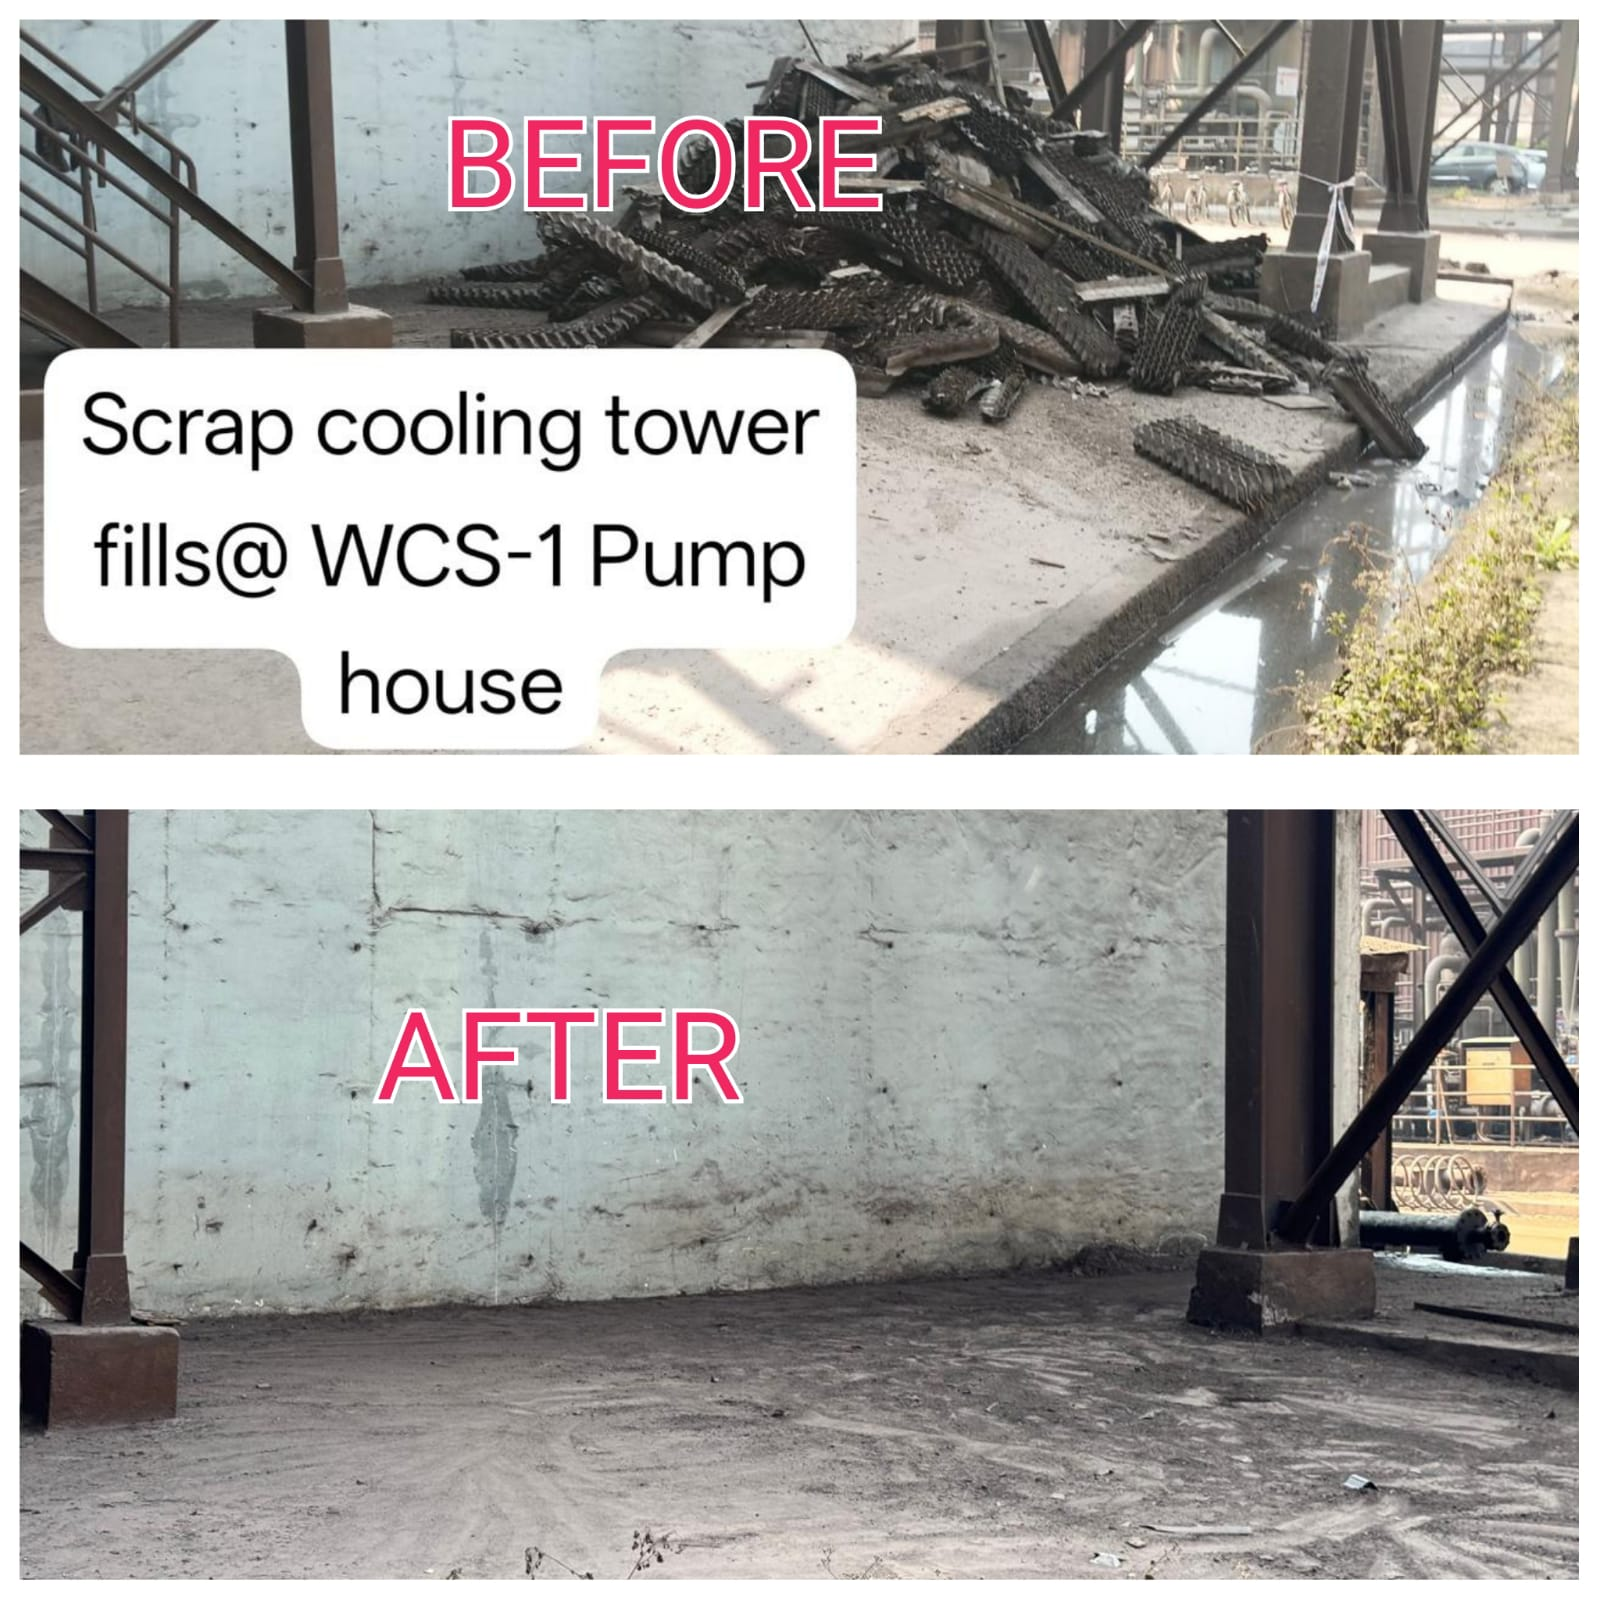 BEFORE
Scrap cooling tower
fills@ WCS-1 Pump
house
AFTER